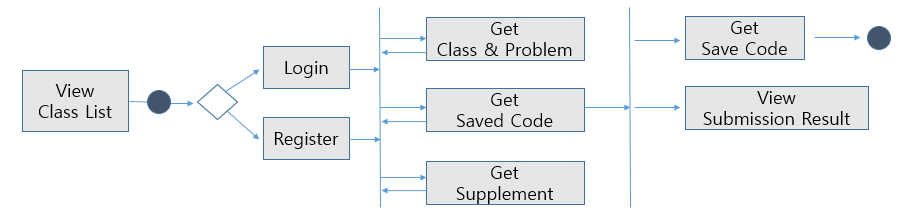 View
Class List
Login
Register
Get
Class & Problem
Get
Saved Code
Get
Supplement
Get
Save Code
View
Submission Result